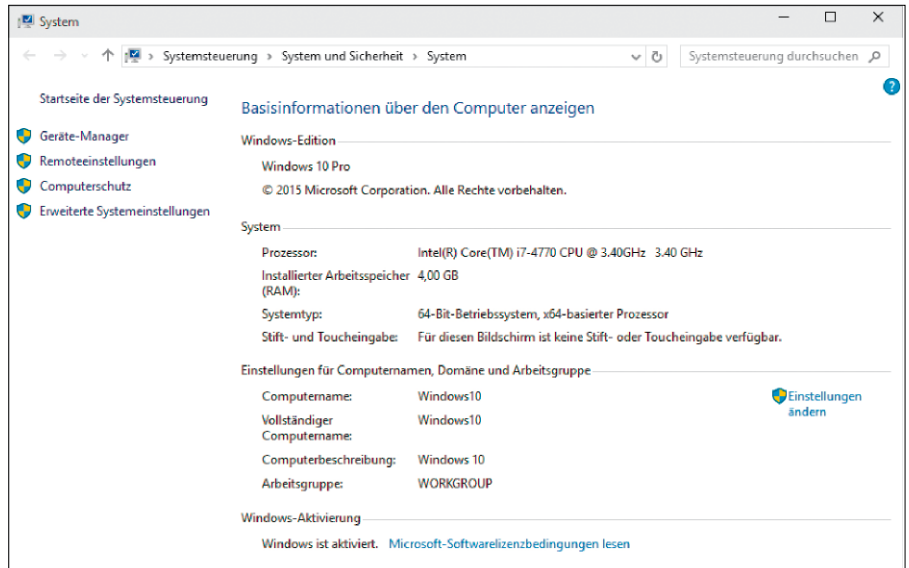 System
Systemsteuerung > System und Sicherheit > System
Systemsteuerung durchsuchen
?
Startseite der Systemsteuerung
Geräte-Manager
Remoteeinstellungen
Computerschutz
Erweiterte Systemeinstellungen
Basisinformationen über den Computer anzeigen
Windows-Edition
Windows 10 Pro
© 2015 Microsoft Corporation. Alle Rechte vorbehalten.
System
Prozessor: Intel(R) Core(TM) i7-4770 CPU @ 3.40GHz 3.40 GHz
Installierter Arbeitsspeicher 4,00 GB
(RAM):
Systemtyp: 64-Bit-Betriebssystem, x64-basierter Prozessor
Stift- und Toucheingabe: Für diesen Bildschirm ist keine Stift- oder Toucheingabe verfügbar.
Einstellungen für Computernamen, Domäne und Arbeitsgruppe
Computername: Windows10
Einstellungen
ändern
Vollständiger Windows10
Computername:
Computerbeschreibung: Windows 10
Arbeitsgruppe: WORKGROUP
Windows-Aktivierung
Windows ist aktiviert. Microsoft-Softwarelizenzbedingungen lesen